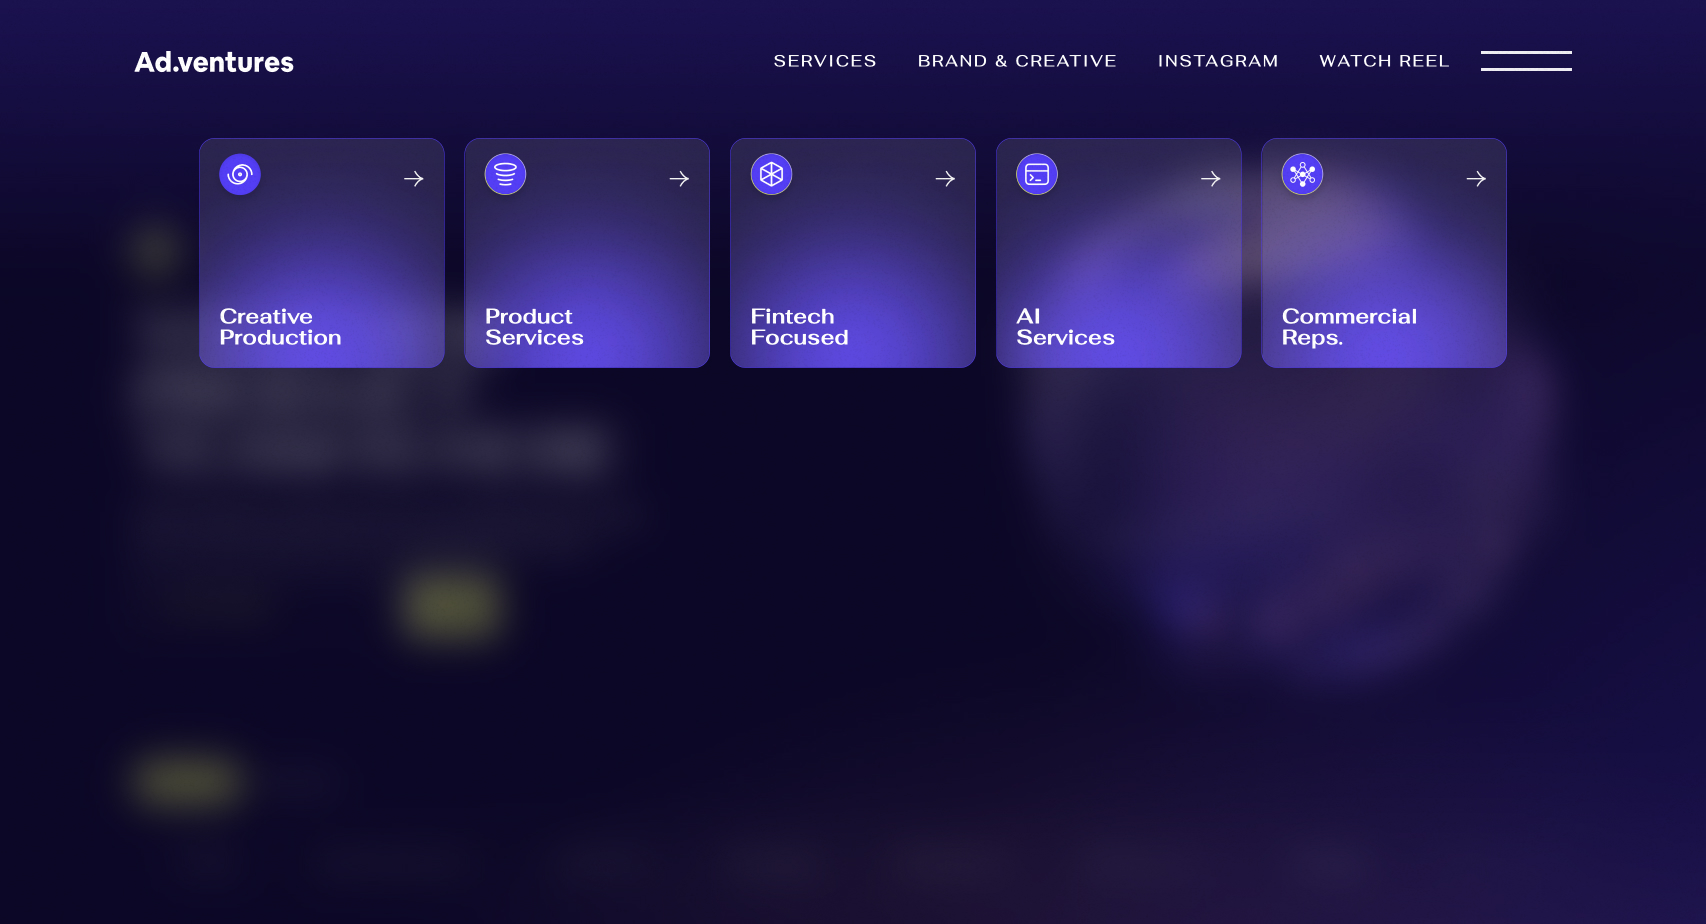 Ad.ventures
SERVICES
BRAND & CREATIVE
INSTAGRAM
WATCH REEL
Creative
Production
Product
Services
Fintech
Focused
AI
Services
Commercial
Reps.